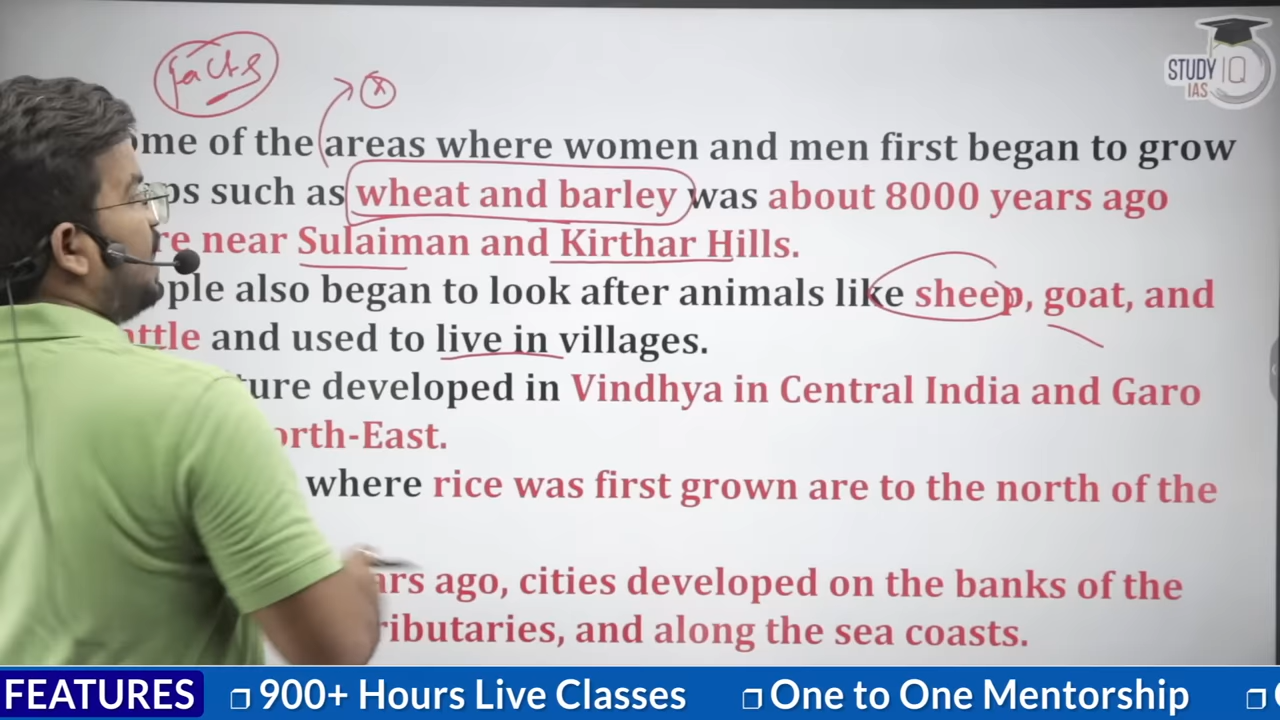 facts
STUDY IQ
IAS
me of the areas where women and men first began to grow
ps such as wheat and barley was about 8000 years ago
re near Sulaiman and Kirthar Hills.
ple also began to look after animals like sheep, goat, and
attle and used to live in villages.
ture developed in Vindhya in Central India and Garo
orth-East.
where rice was first grown are to the north of the
ars ago, cities developed on the banks of the
ributaries, and along the sea coasts.
FEATURES 900+ Hours Live Classes One to One Mentorship